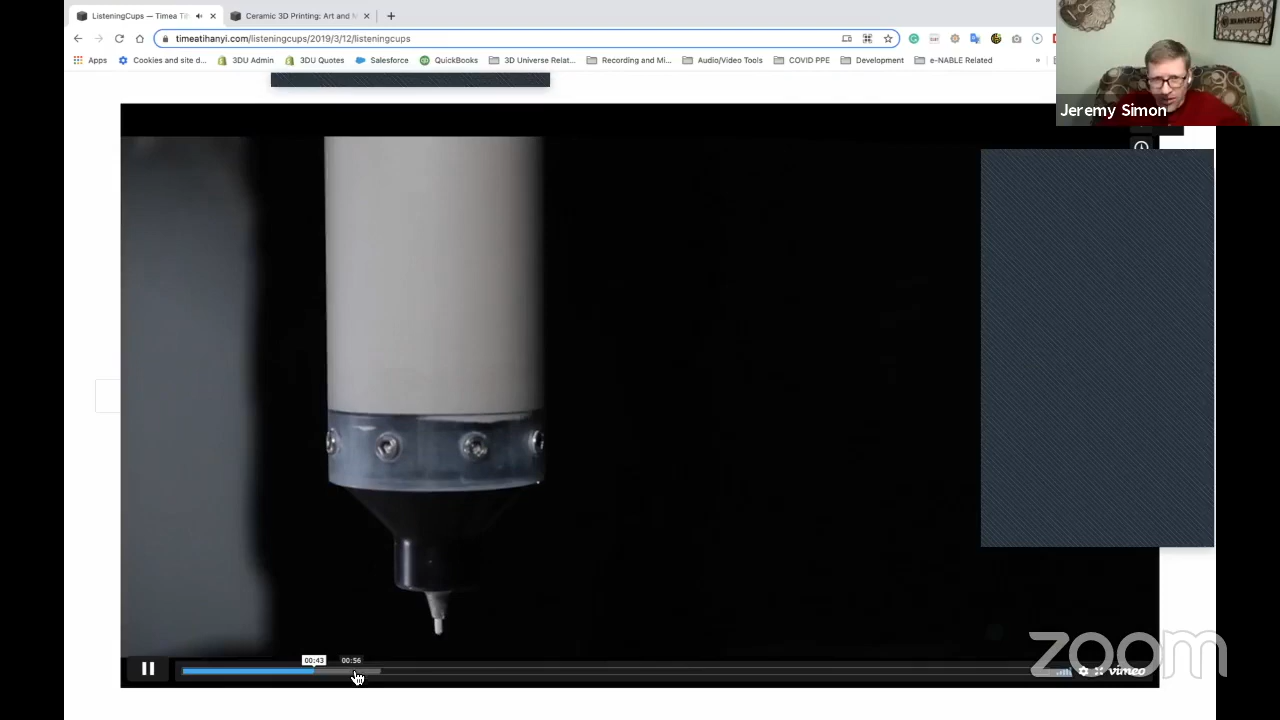 ListeningCups — Timea Ti
Ceramic 3D Printing: Art and M
timeatihanyi.com/listeningcups/2019/3/12/listeningcups
Apps
Cookies and site d...
3DU Admin
3DU Quotes
Salesforce
QuickBooks
3D Universe Relat...
Recording and Mi...
Audio/Video Tools
COVID PPE
Development
e-NABLE Related
»
Jeremy Simon
00:43
00:56
vimeo
zoom